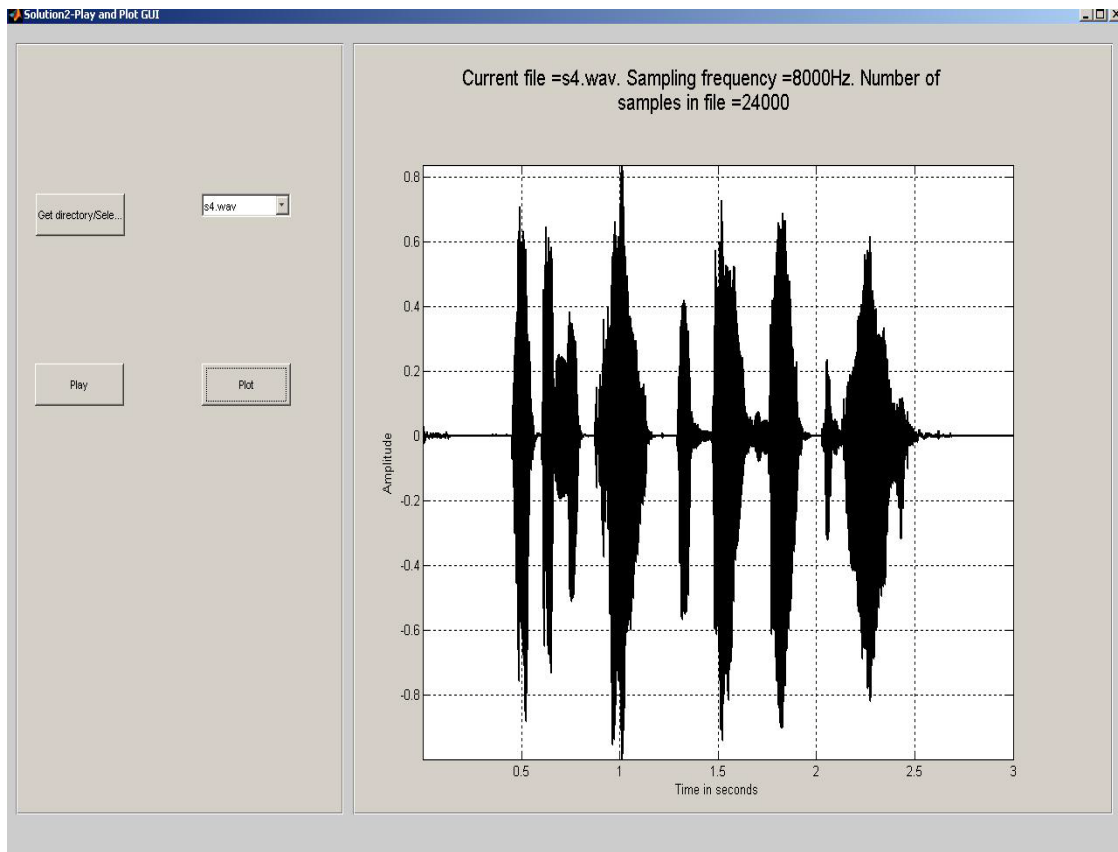 Solution2-Play and Plot GUI
Get directory/Sele...
s4.wav
Play
Plot
Current file =s4.wav. Sampling frequency =8000Hz. Number of
samples in file =24000
0.8
0.6
0.4
0.2
0
-0.2
-0.4
-0.6
-0.8
Amplitude
0.5
1
1.5
2
2.5
3
Time in seconds